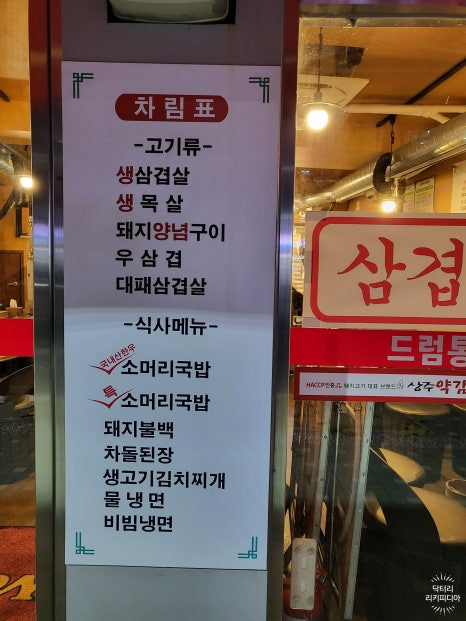 차림표
-고기류-
생삼겹살
생 목 살
돼지양념구이
우 삼 겹
대패삼겹살
-식사메뉴-
국내산한우
소머리국밥
특
소머리국밥
돼지불백
차돌된장
생고기김치찌개
물 냉 면
비빔냉면
삼겹
드럼통
HACCP인증 돼지고기 대표 브랜드 상주약감
닥터리
리키피디아